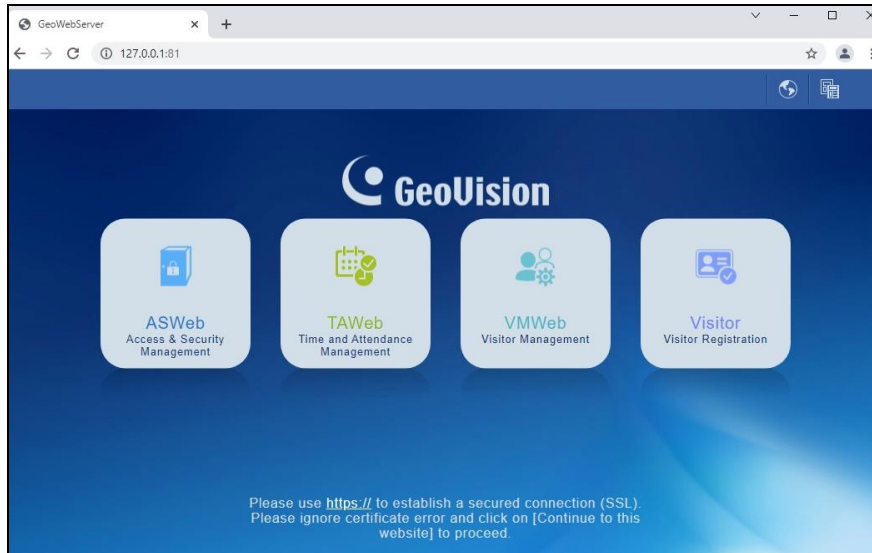 GeoWebServer
127.0.0.1:81
GeoVision
ASWeb
Access & Security
Management
TAWeb
Time and Attendance
Management
VMWeb
Visitor Management
Visitor
Visitor Registration
Please use https:// to establish a secured connection (SSL).
Please ignore certificate error and click on [Continue to this
website] to proceed.